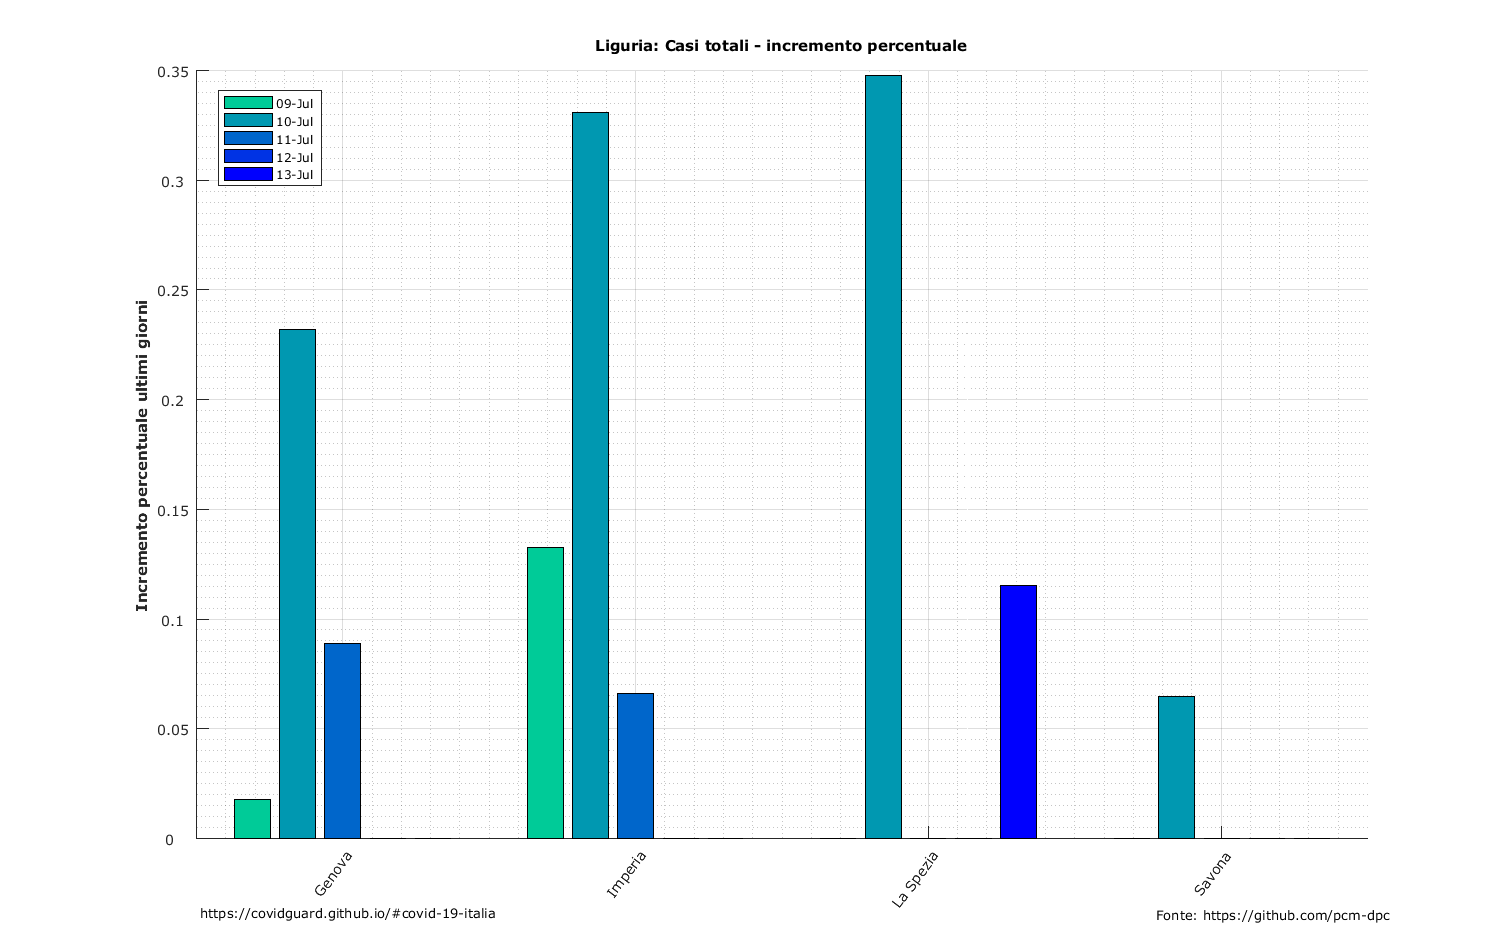 Liguria: Casi totali - incremento percentuale
0.35
0.3
0.25
0.2
0.15
0.1
0.05
0
Incremento percentuale ultimi giorni
09-Jul
10-Jul
11-Jul
12-Jul
13-Jul
Genova
Imperia
La Spezia
Savona
https://covidguard.github.io/#covid-19-italia
Fonte: https://github.com/pcm-dpc